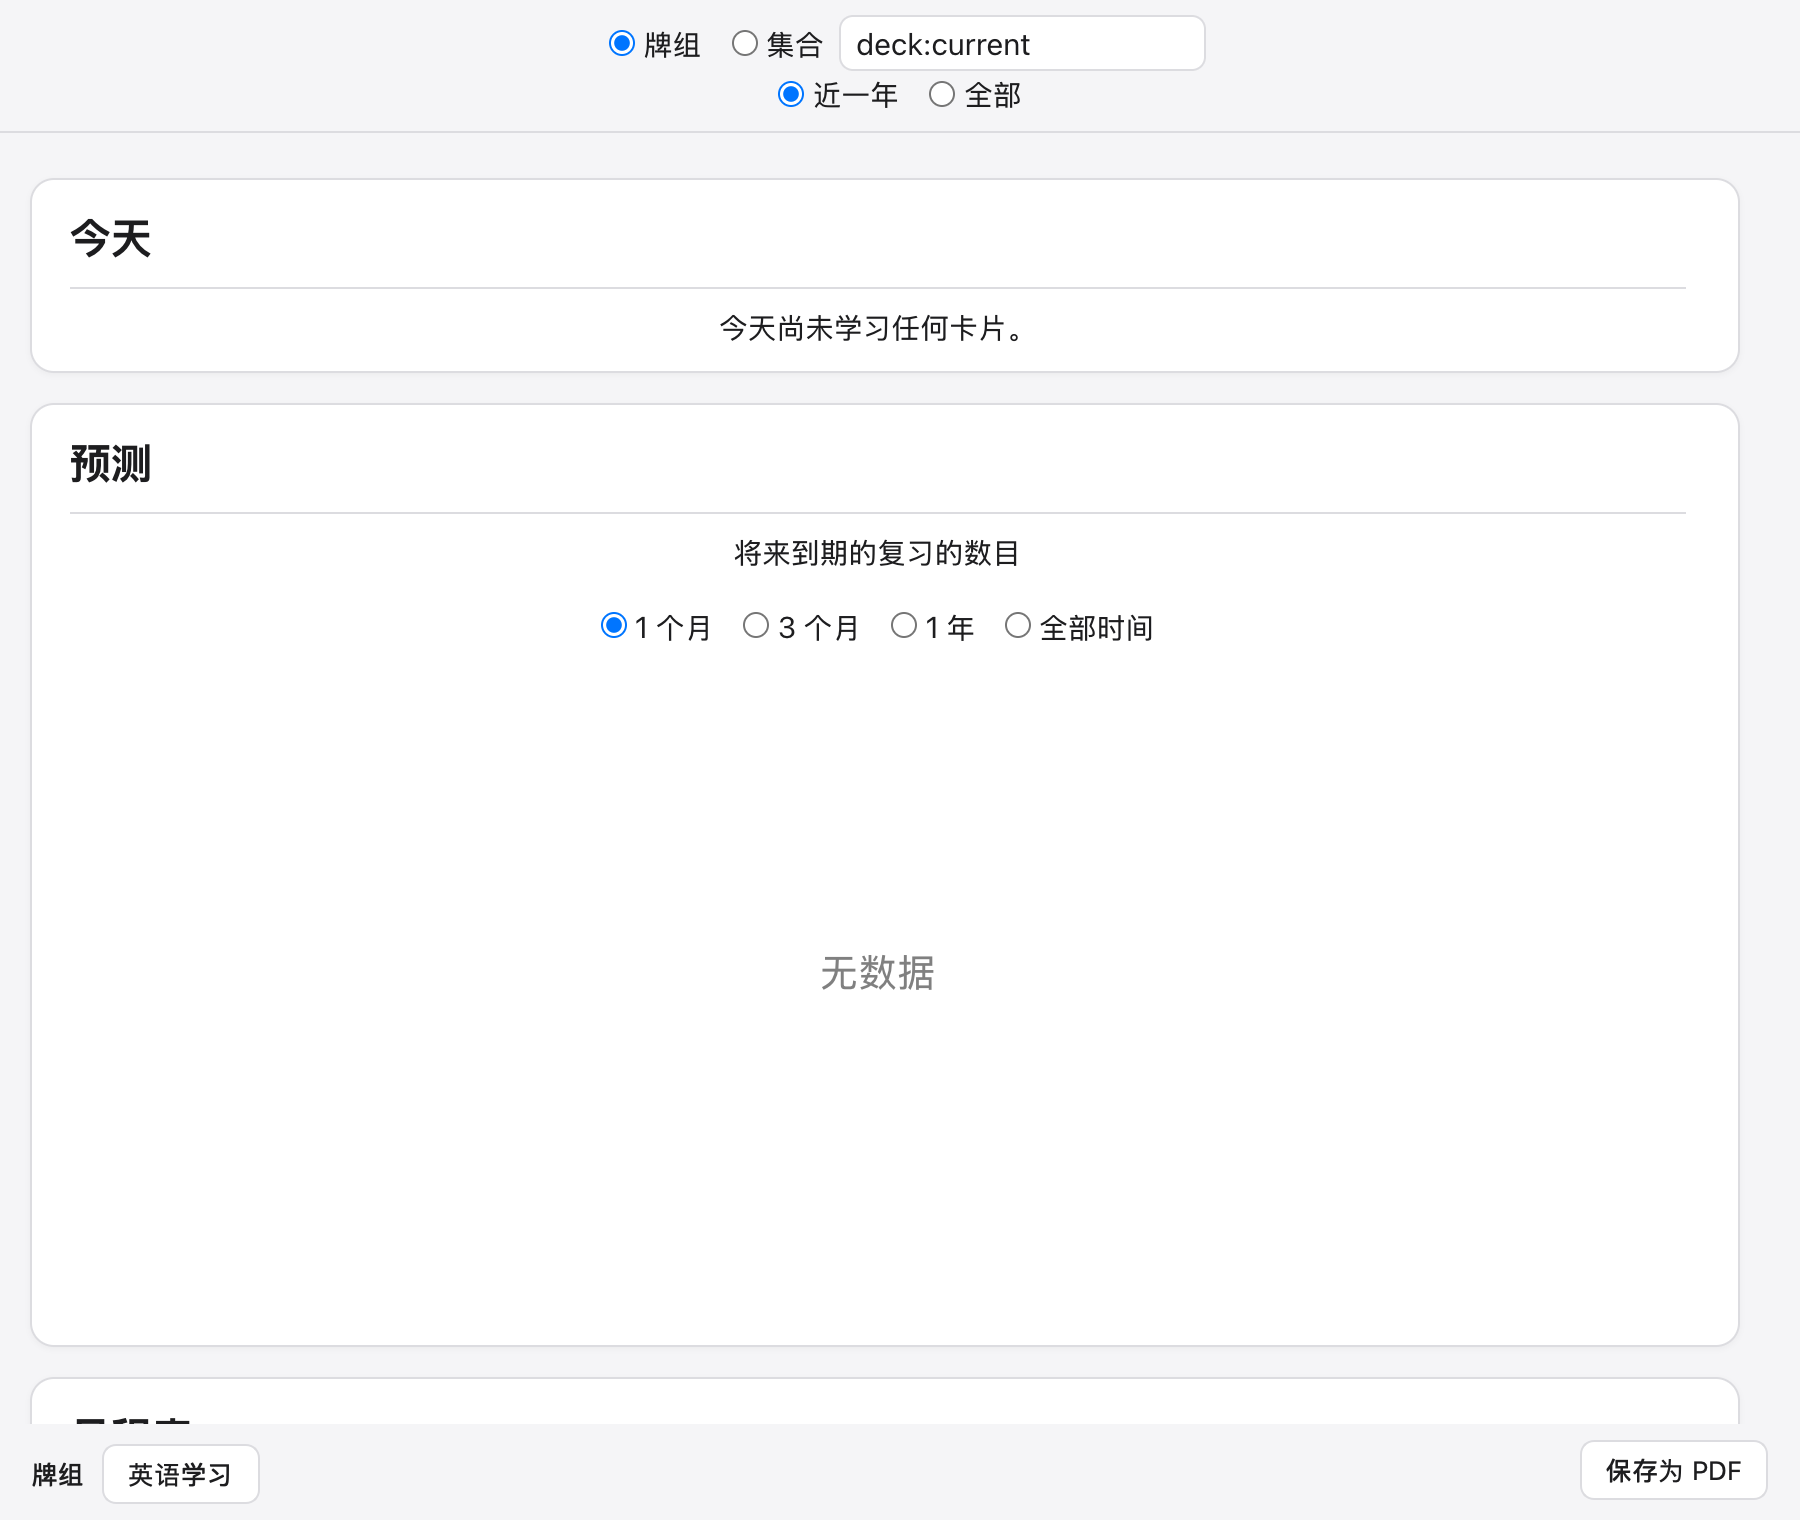 牌组 集合 deck:current
近一年 全部
今天
今天尚未学习任何卡片。
预测
将来到期的复习的数目
1 个月 3 个月 1 年 全部时间
无数据
牌组 英语学习 保存为 PDF